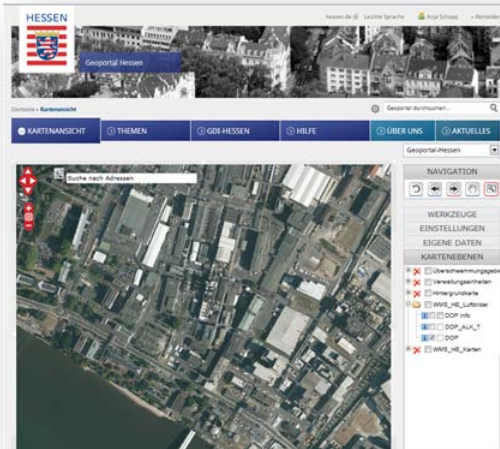 HESSEN
hessen.de Leichte Sprache Anja Schopp » Abmelden
Geoportal Hessen
Startseite » Kartenansicht
Geoportal durchsuchen...
KARTENANSICHT THEMEN GDI-HESSEN HILFE ÜBER UNS AKTUELLES
Geoportal-Hessen
Suche nach Adressen
NAVIGATION
WERKZEUGE
EINSTELLUNGEN
EIGENE DATEN
KARTENEBENEN
Überschwemmungsgebe
Verwaltungseinheiten
Hintergrundkarte
WMS_HE_Luftbilder
DOP Info
DOP_ALK_T
DOP
WMS_HE_Karten